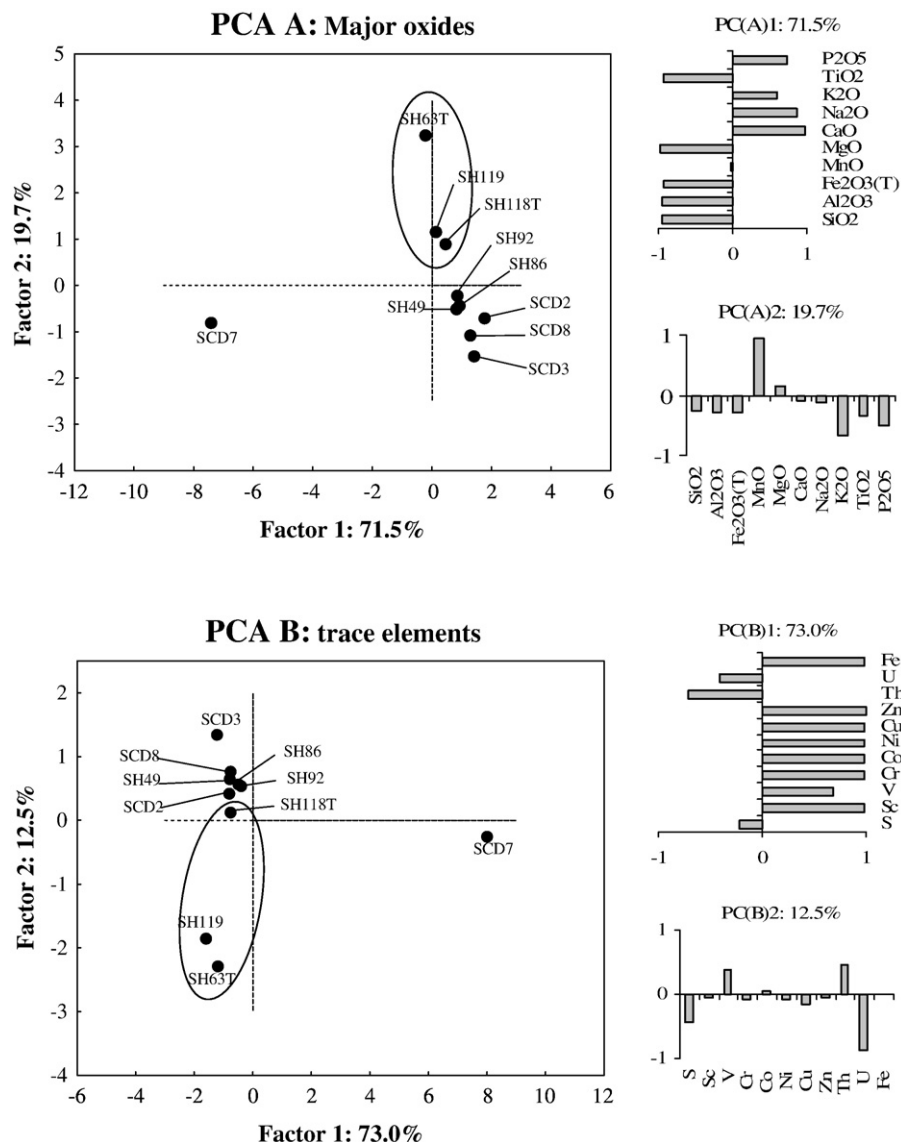 PCA A: Major oxides
5
4
3
2
1
0
-1
-2
-3
-4
-12
-10
-8
-6
-4
-2
0
2
4
6
Factor 2: 19.7%
Factor 1: 71.5%
SH63T
SH119
SH118T
SH92
SH86
SH49
SCD2
SCD8
SCD7
SCD3
PC(A)1: 71.5%
P2O5
TiO2
K2O
Na2O
CaO
MgO
MnO
Fe2O3(T)
Al2O3
SiO2
-1
0
1
PC(A)2: 19.7%
1
0
-1
SiO2
Al2O3
Fe2O3(T)
MnO
MgO
CaO
Na2O
K2O
TiO2
P2O5
PCA B: trace elements
2
1
0
-1
-2
-3
-4
-4
-2
0
2
4
6
8
10
12
Factor 2: 12.5%
Factor 1: 73.0%
SCD3
SCD8
SH86
SH49
SH92
SCD2
SH118T
SCD7
SH119
SH63T
PC(B)1: 73.0%
Fe
U
Th
Zn
Cu
Ni
Co
Cr
V
Sc
S
-1
0
1
PC(B)2: 12.5%
1
0
-1
S
Sc
V
Cr
Co
Ni
Cu
Zn
Th
U
Fe